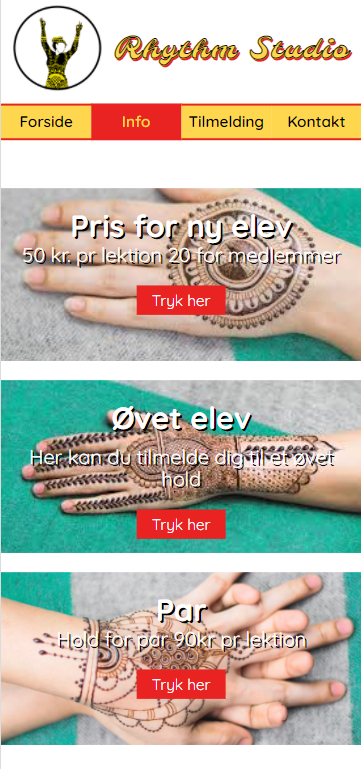 Rhythm Studio
Forside Info Tilmelding Kontakt
Pris for ny elev
50 kr. pr lektion 20 for medlemmer
Tryk her
Øvet elev
Her kan du tilmelde dig til et øvet
hold
Tryk her
Par
Hold for par 90kr pr lektion
Tryk her